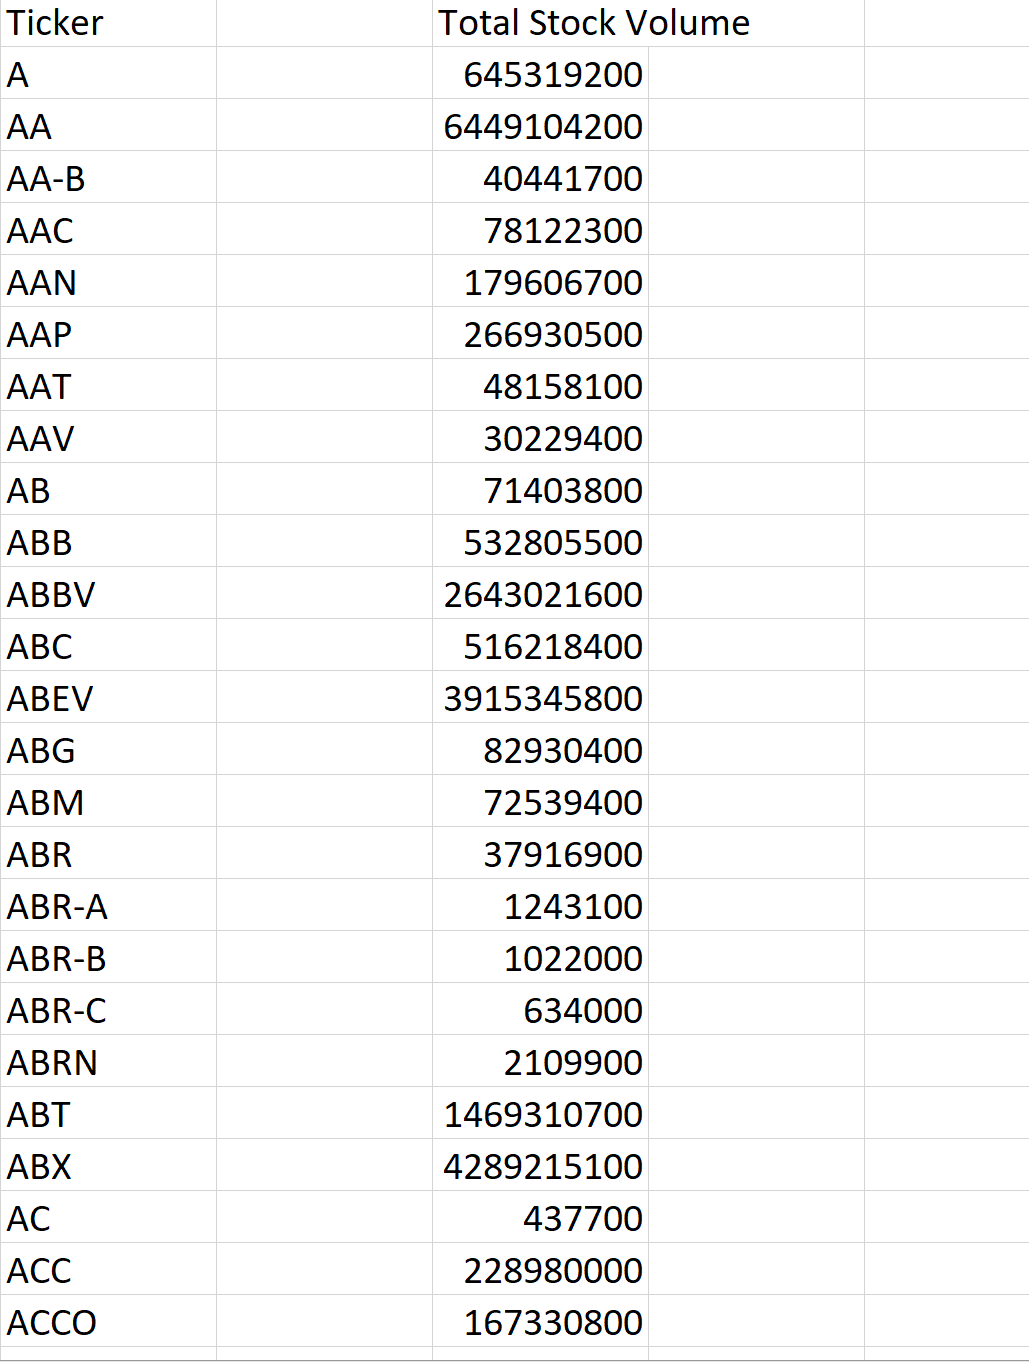 Ticker Total Stock Volume
A 645319200
AA 6449104200
AA-B 40441700
AAC 78122300
AAN 179606700
AAP 266930500
AAT 48158100
AAV 30229400
AB 71403800
ABB 532805500
ABBV 2643021600
ABC 516218400
ABEV 3915345800
ABG 82930400
ABM 72539400
ABR 37916900
ABR-A 1243100
ABR-B 1022000
ABR-C 634000
ABRN 2109900
ABT 1469310700
ABX 4289215100
AC 437700
ACC 228980000
ACCO 167330800